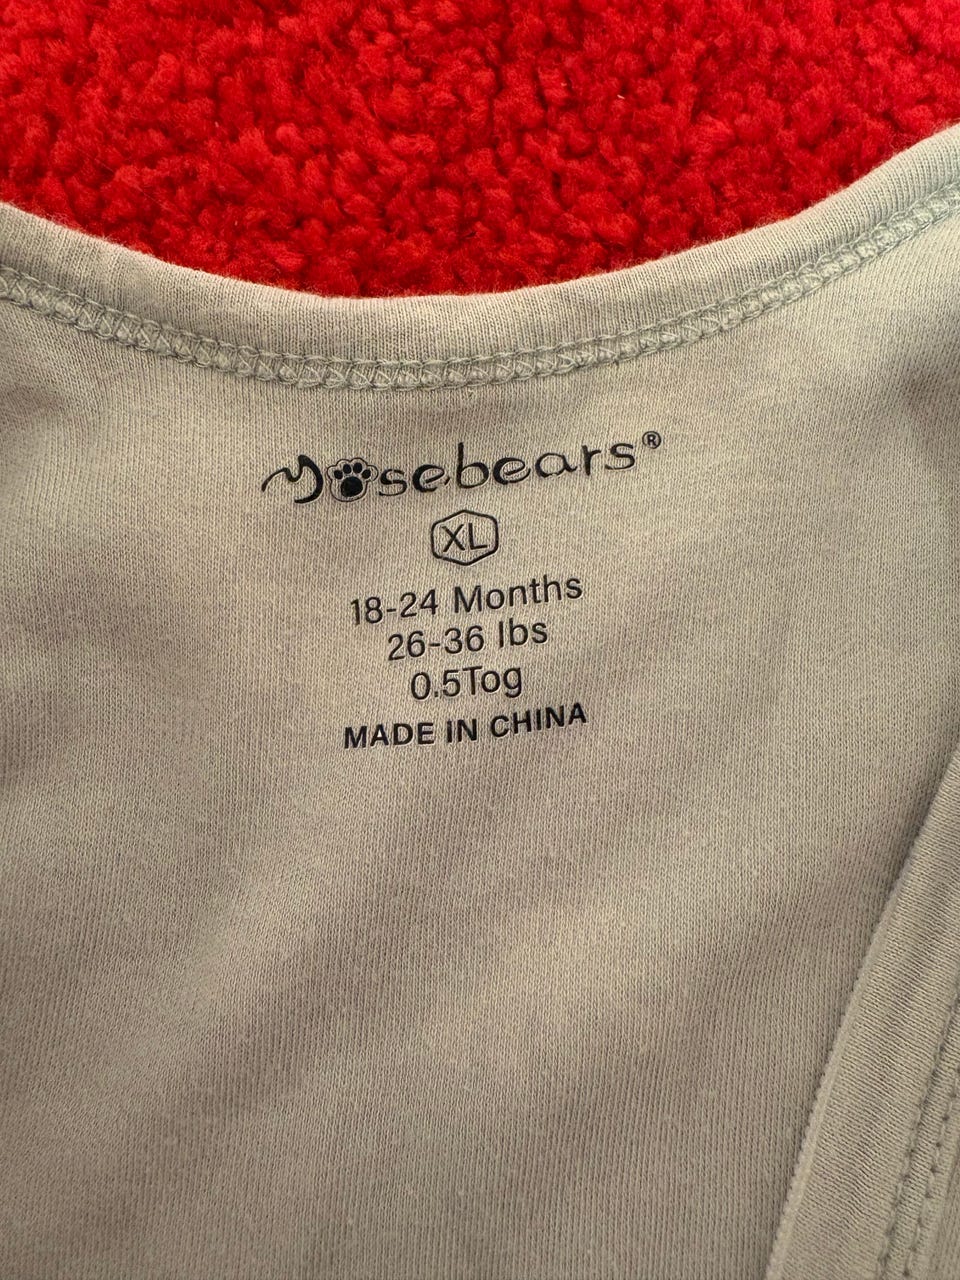 Mosebears®
XL
18-24 Months
26-36 lbs
0.5Tog
MADE IN CHINA